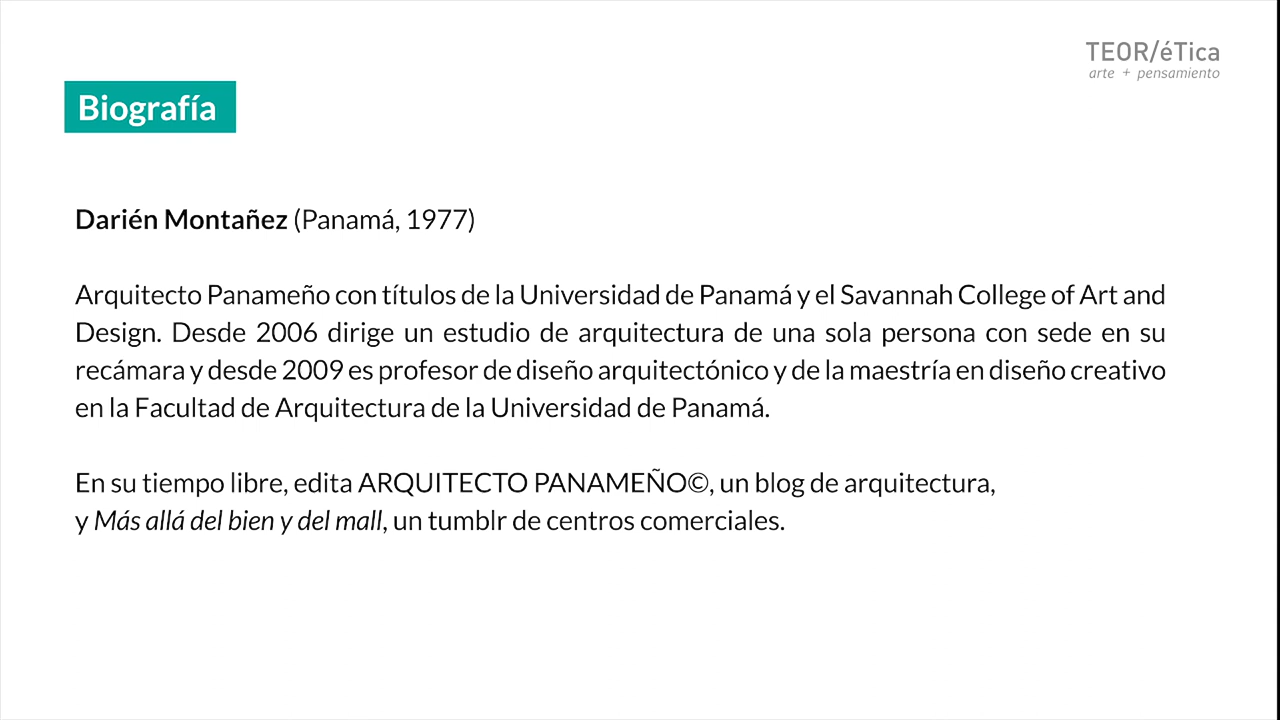 TEOR/éTica
arte + pensamiento
Biografía
Darién Montañez (Panamá, 1977)
Arquitecto Panameño con títulos de la Universidad de Panamá y el Savannah College of Art and
Design. Desde 2006 dirige un estudio de arquitectura de una sola persona con sede en su
recámara y desde 2009 es profesor de diseño arquitectónico y de la maestría en diseño creativo
en la Facultad de Arquitectura de la Universidad de Panamá.
En su tiempo libre, edita ARQUITECTO PANAMEÑO©, un blog de arquitectura,
y Más allá del bien y del mall, un tumblr de centros comerciales.